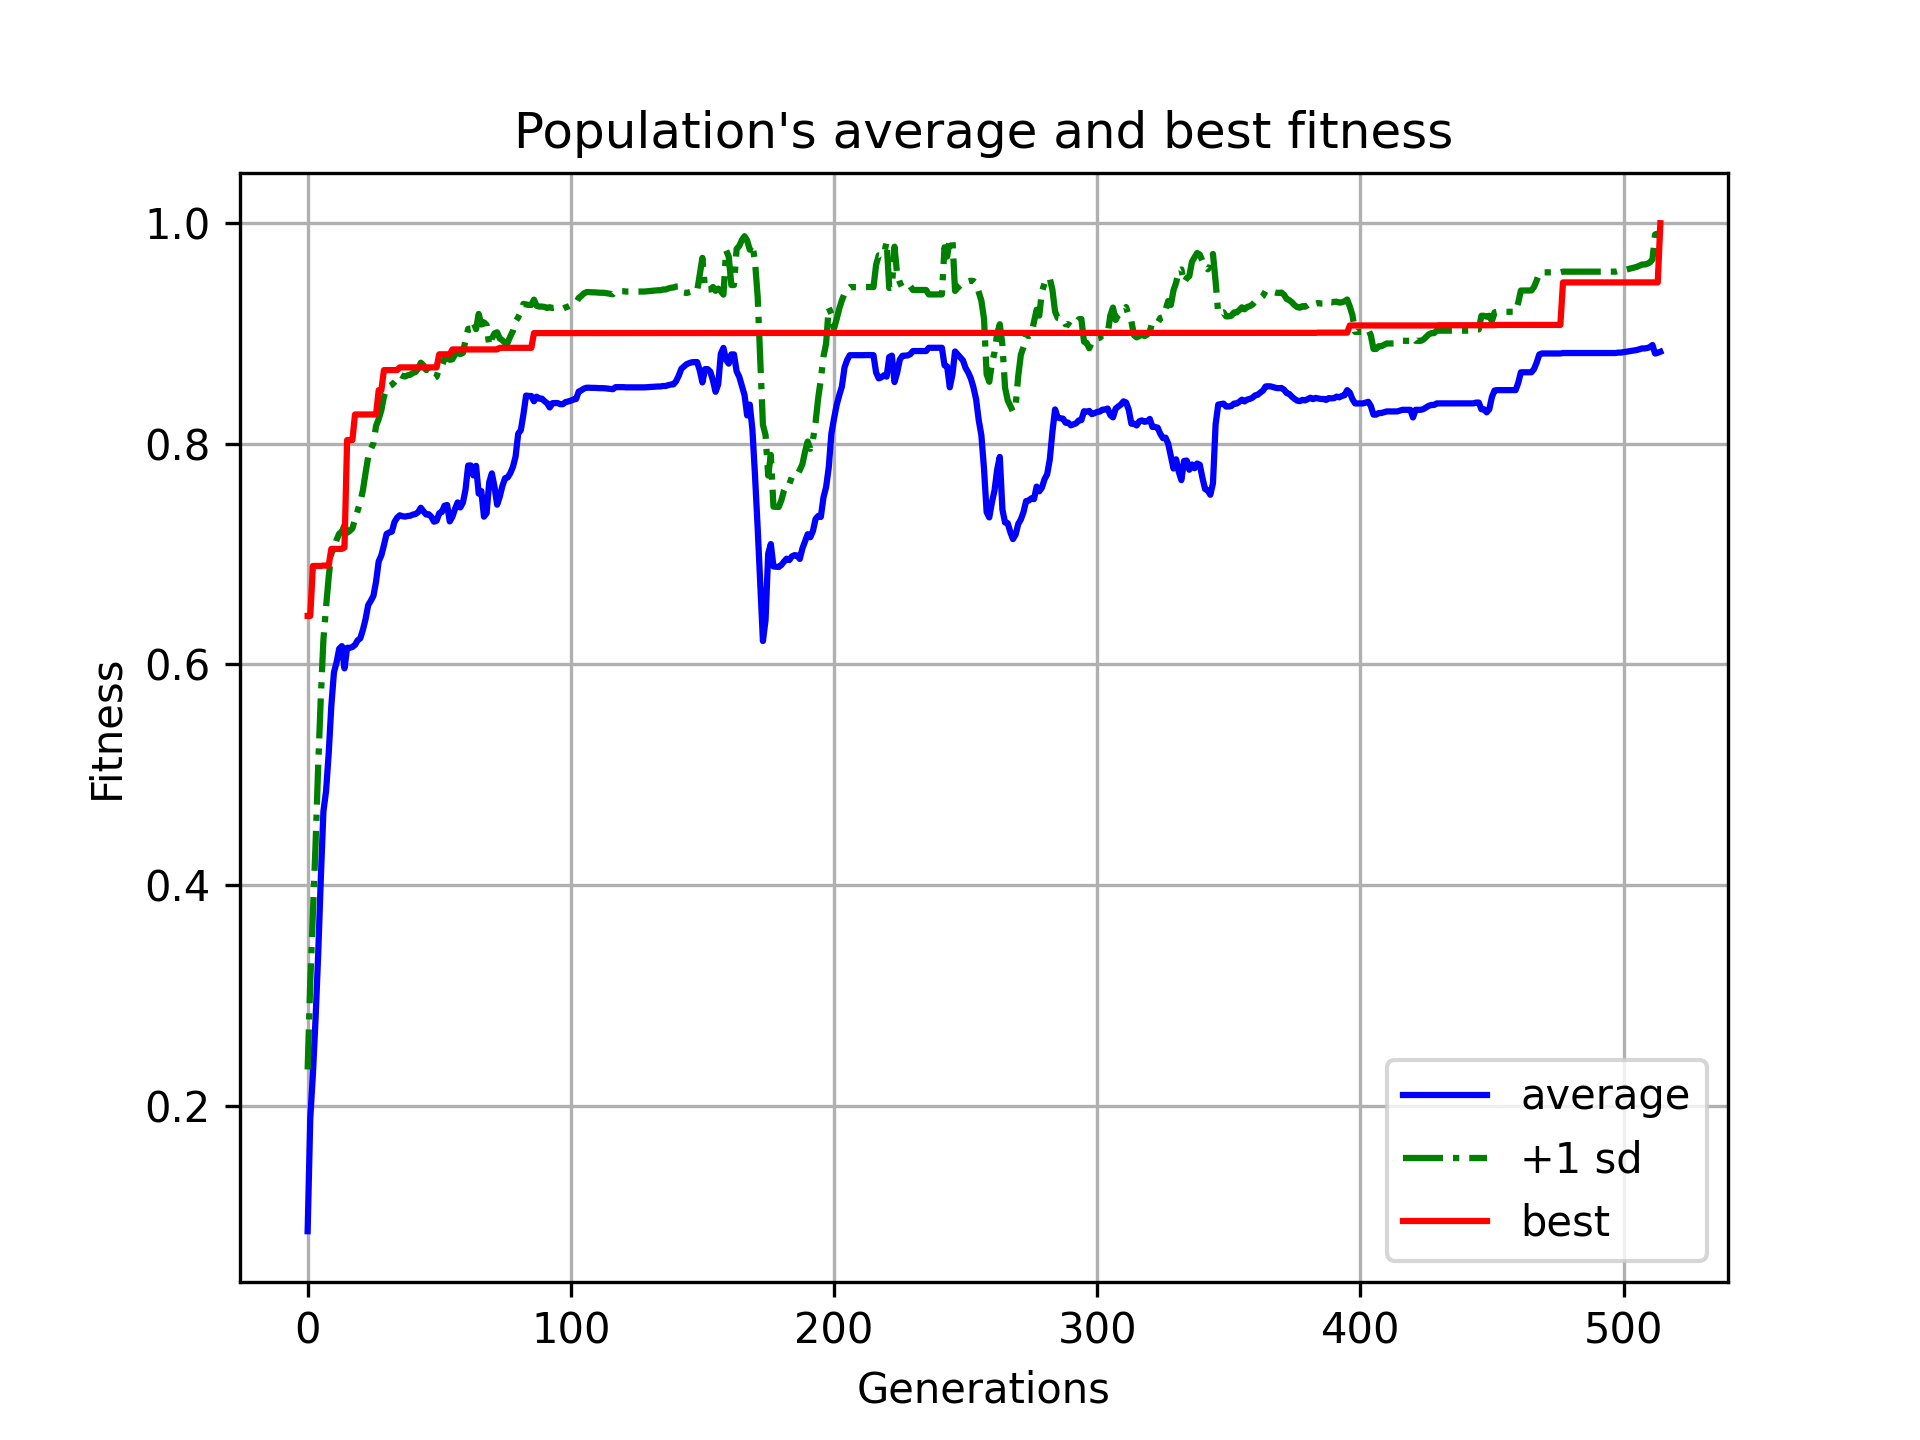 Population's average and best fitness
1.0
0.8
0.6
0.4
0.2
Fitness
0 100 200 300 400 500
Generations
average
+1 sd
best